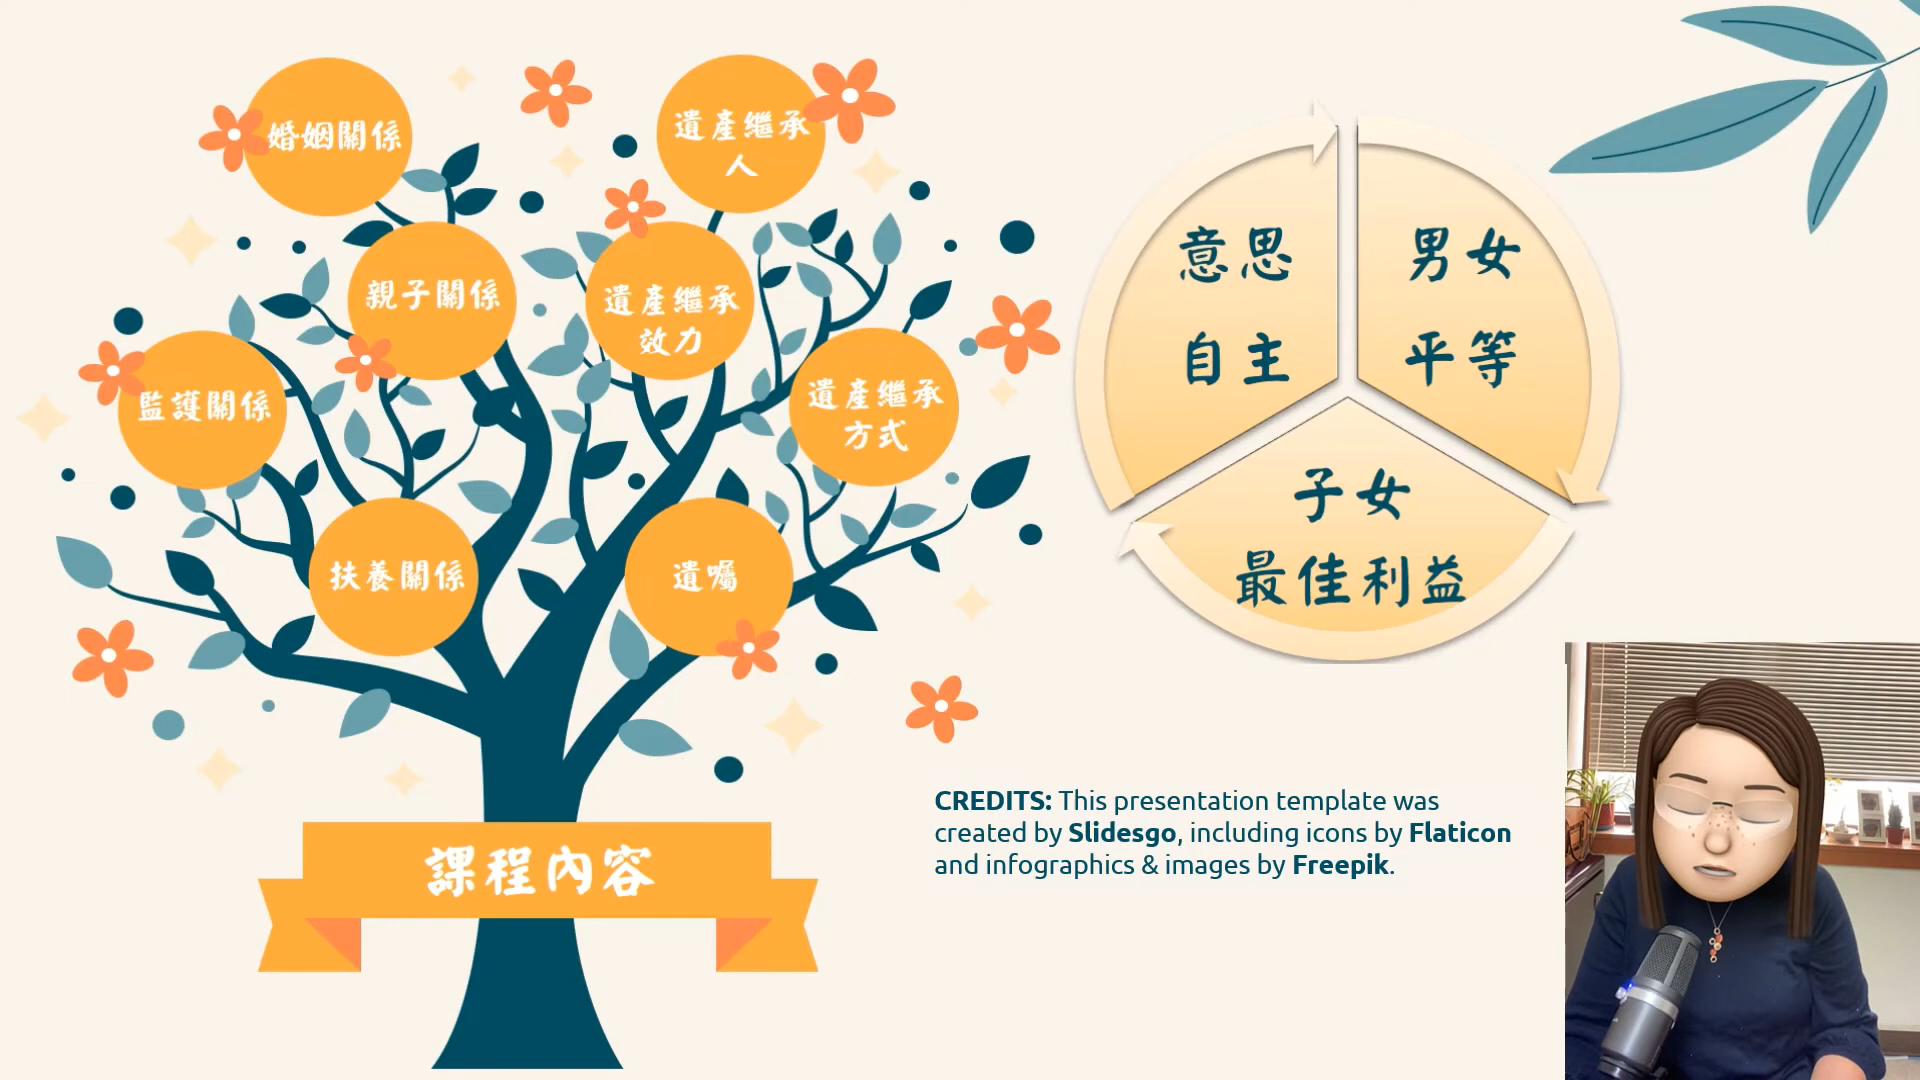 婚姻關係
遺產繼承
人
親子關係
遺產繼承
效力
監護關係
遺產繼承
方式
扶養關係
遺囑
課程內容
意思
自主
男女
平等
子女
最佳利益
CREDITS: This presentation template was
created by Slidesgo, including icons by Flaticon
and infographics & images by Freepik.